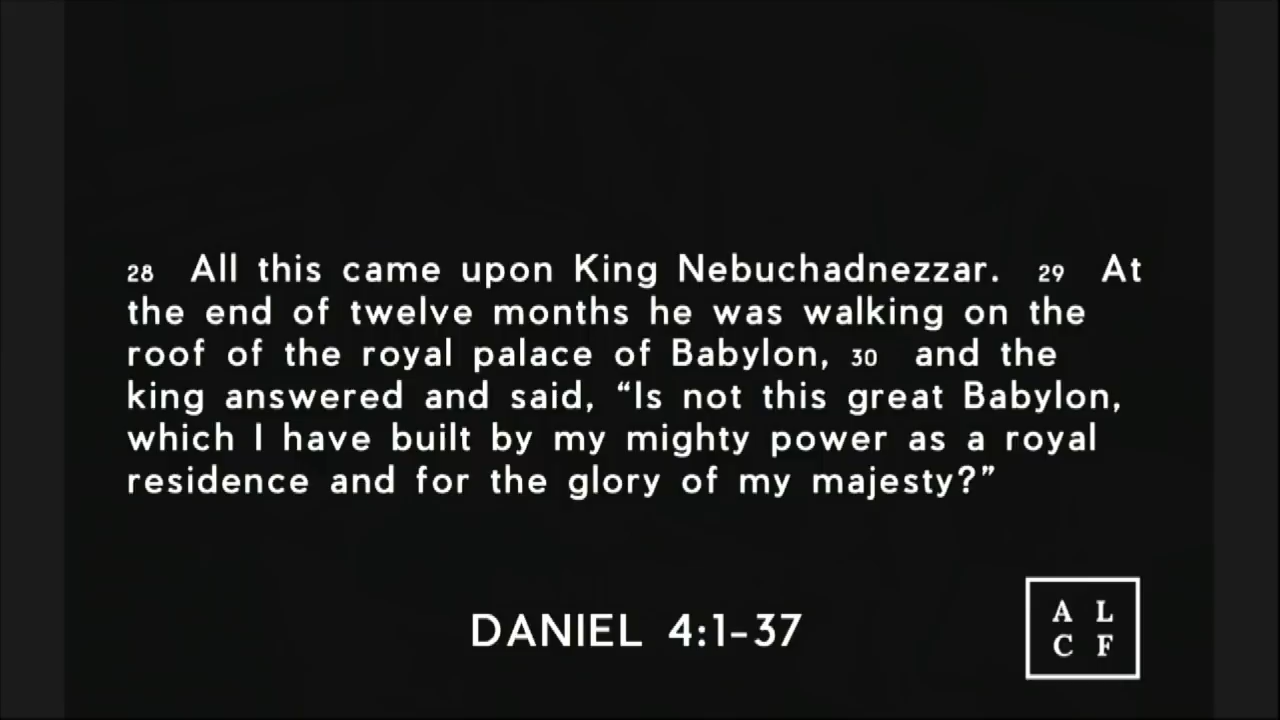 28 All this came upon King Nebuchadnezzar. 29 At
the end of twelve months he was walking on the
roof of the royal palace of Babylon, 30 and the
king answered and said, “Is not this great Babylon,
which I have built by my mighty power as a royal
residence and for the glory of my majesty?”
DANIEL 4:1-37
A L
C F